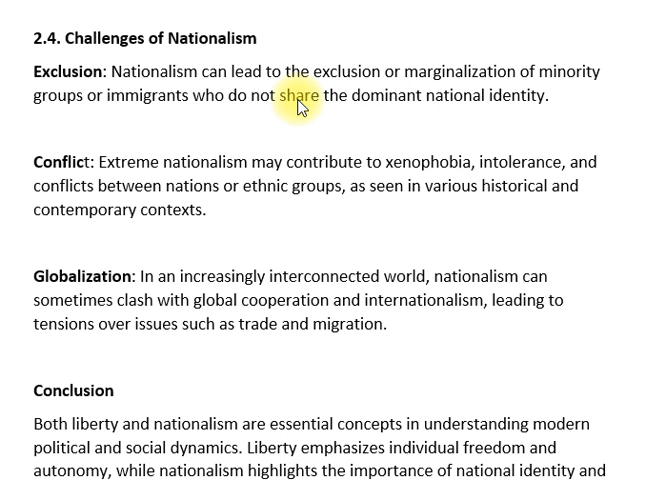 2.4. Challenges of Nationalism
Exclusion: Nationalism can lead to the exclusion or marginalization of minority
groups or immigrants who do not share the dominant national identity.
Conflict: Extreme nationalism may contribute to xenophobia, intolerance, and
conflicts between nations or ethnic groups, as seen in various historical and
contemporary contexts.
Globalization: In an increasingly interconnected world, nationalism can
sometimes clash with global cooperation and internationalism, leading to
tensions over issues such as trade and migration.
Conclusion
Both liberty and nationalism are essential concepts in understanding modern
political and social dynamics. Liberty emphasizes individual freedom and
autonomy, while nationalism highlights the importance of national identity and